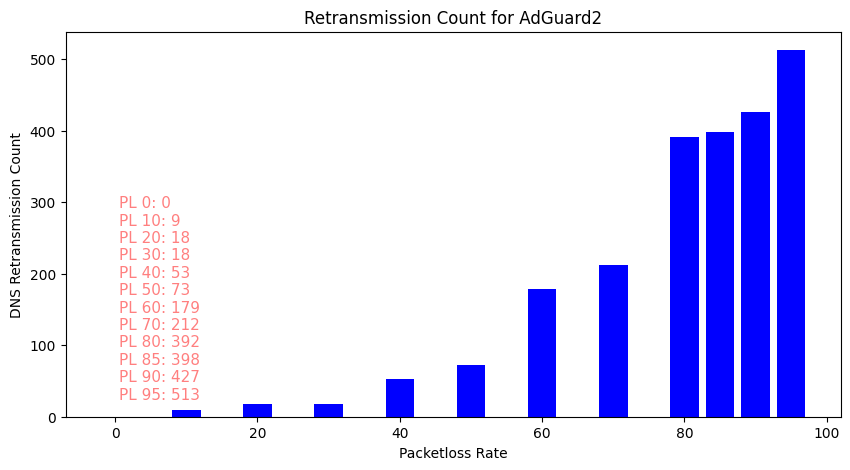 Retransmission Count for AdGuard2
DNS Retransmission Count
500
400
300
200
100
0
PL 0: 0
PL 10: 9
PL 20: 18
PL 30: 18
PL 40: 53
PL 50: 73
PL 60: 179
PL 70: 212
PL 80: 392
PL 85: 398
PL 90: 427
PL 95: 513
0 20 40 60 80 100
Packetloss Rate